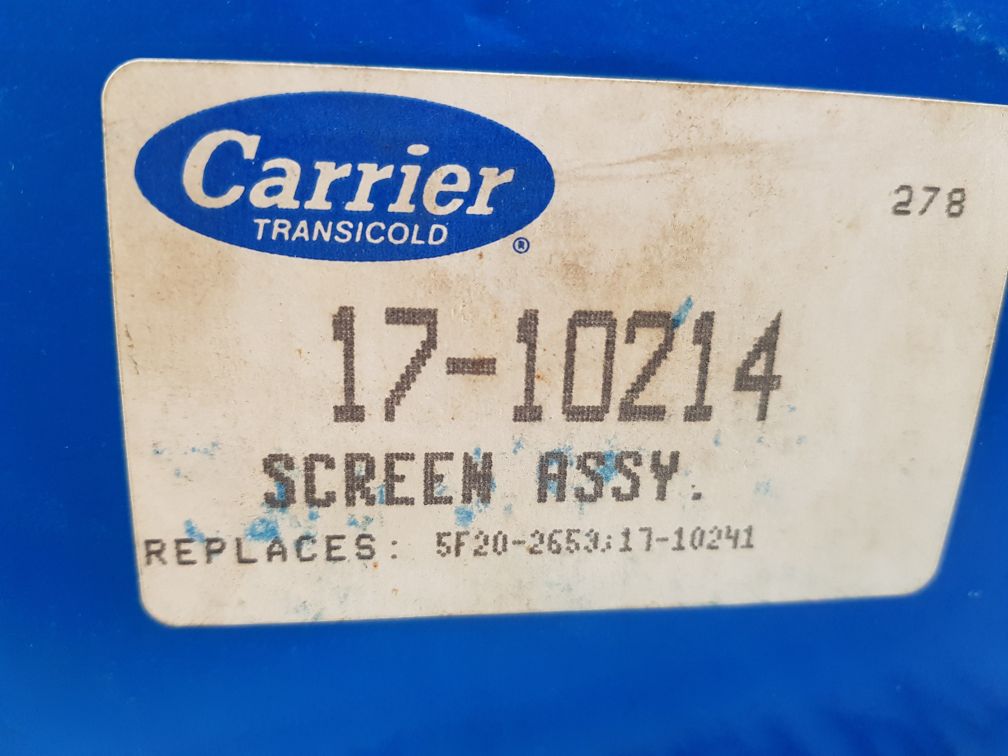 Carrier
TRANSICOLD
®
278
17-10214
SCREEN ASSY.
REPLACES: 5F20-2653;17-10241